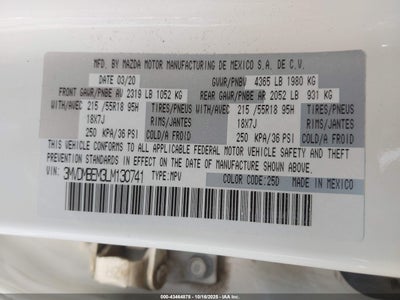 MFD. BY MAZDA MOTOR MANUFACTURING DE MEXICO S.A. DE C.V.
DATE 03/20 GVWR/PNBV 4365 LB 1980 KG
FRONT GAWR/PNBE AV 2319 LB 1052 KG REAR GAWR/PNBE AR 2052 LB 931 KG
WITH/AVEC 215/55R18 95H TIRES/PNEUS WITH/AVEC 215/55R18 95H TIRES/PNEUS
18X7J RIMS/JANTES 18X7J RIMS/JANTES
250 KPA/36 PSI COLD/FROID 250 KPA/36 PSI COLD/FROID
THIS VEHICLE CONFORMS TO ALL APPLICABLE FEDERAL MOTOR VEHICLE SAFETY AND THEFT
PREVENTION STANDARDS IN EFFECT ON THE DATE OF MANUFACTURE SHOWN ABOVE.
VIN: 3MVDMBEM3LM130741 TYPE: MPV COLOR CODE: 25D MADE IN MEXICO
000-43464875 - 10/16/2025 - IAA Inc.